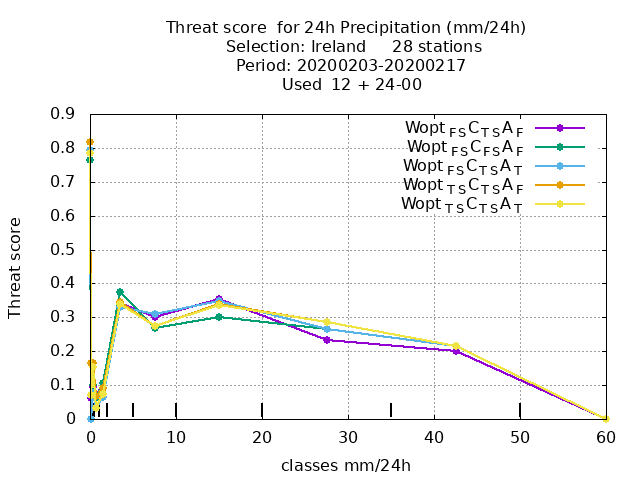 Threat score  for 24h Precipitation (mm/24h)
Selection: Ireland     28 stations
Period: 20200203-20200217
Used  12 + 24-00
Wopt FS C TS A F
Wopt FS C FS A F
Wopt FS C TS A T
Wopt TS C TS A F
Wopt TS C TS A T
0.9
0.8
0.7
0.6
0.5
0.4
0.3
0.2
0.1
0
Threat score
0 10 20 30 40 50 60
classes mm/24h